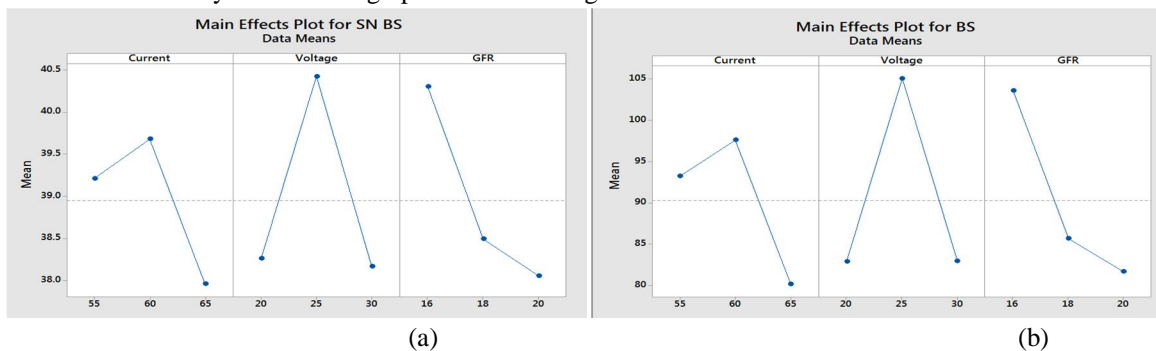 Main Effects Plot for SN BS
Data Means
Current Voltage GFR
40.5
40.0
39.5
39.0
38.5
38.0
Mean
55 60 65 20 25 30 16 18 20
(a)
Main Effects Plot for BS
Data Means
Current Voltage GFR
105
100
95
90
85
80
Mean
55 60 65 20 25 30 16 18 20
(b)